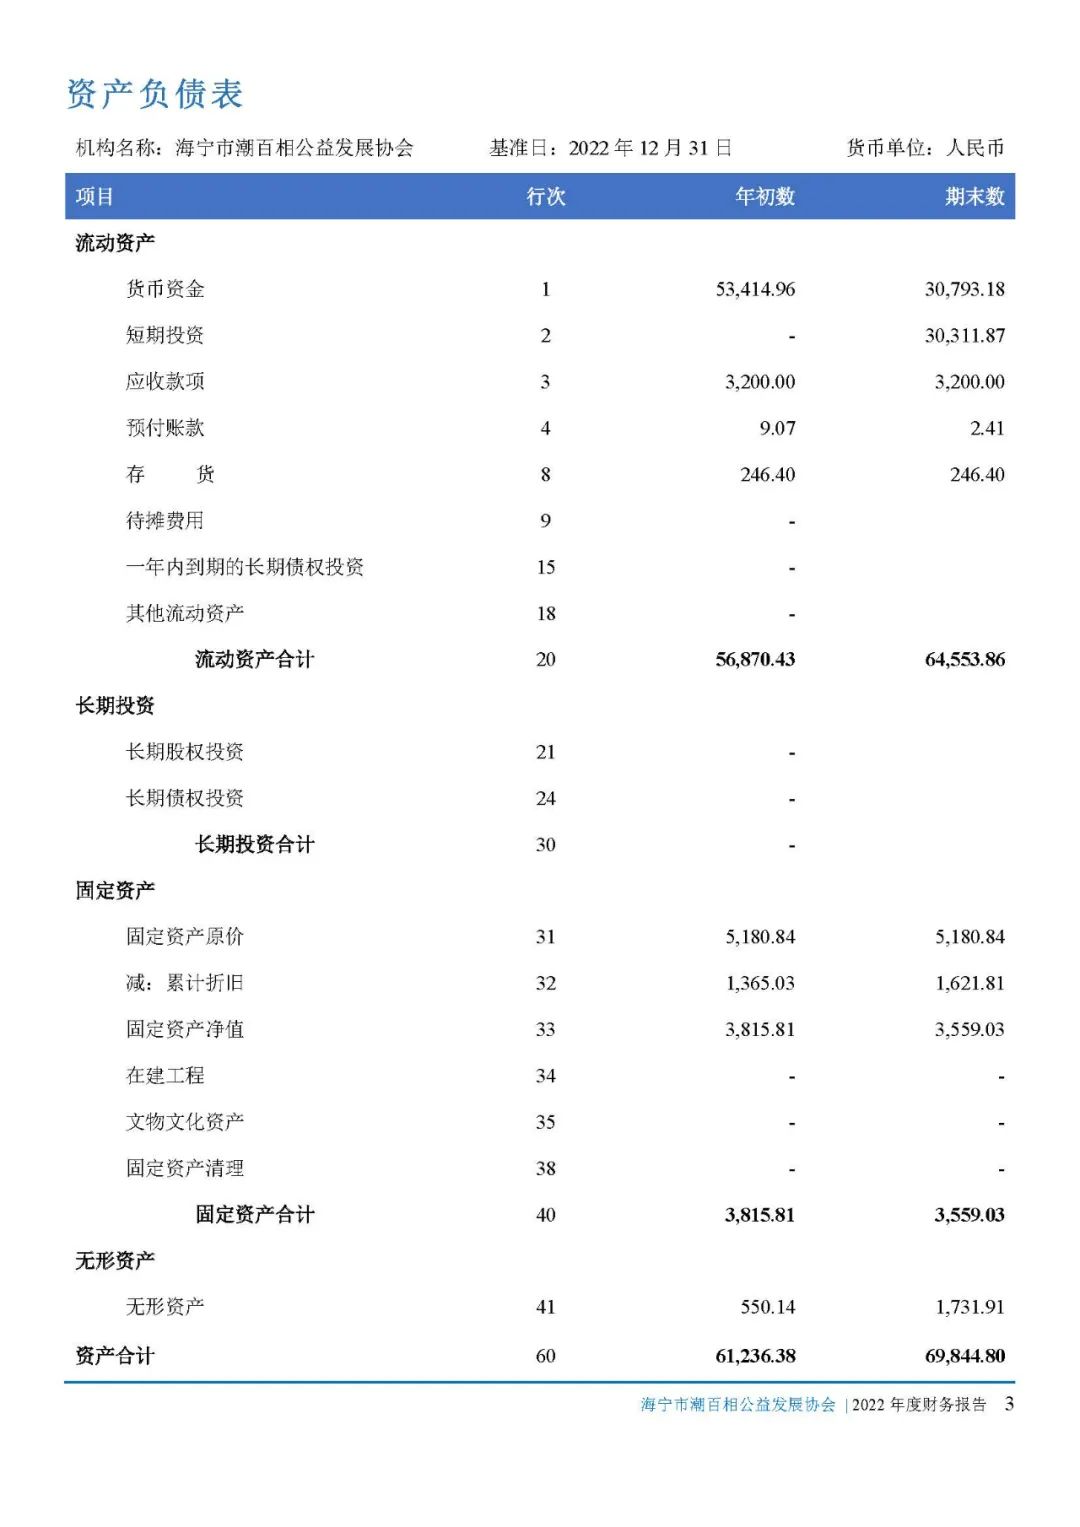 资产负债表
机构名称：海宁市潮百相公益发展协会 基准日：2022 年 12 月 31 日 货币单位：人民币
项目 行次 年初数 期末数
流动资产
货币资金 1 53,414.96 30,793.18
短期投资 2 - 30,311.87
应收款项 3 3,200.00 3,200.00
预付账款 4 9.07 2.41
存 货 8 246.40 246.40
待摊费用 9 -
一年内到期的长期债权投资 15 -
其他流动资产 18 -
流动资产合计 20 56,870.43 64,553.86
长期投资
长期股权投资 21 -
长期债权投资 24 -
长期投资合计 30 -
固定资产
固定资产原价 31 5,180.84 5,180.84
减：累计折旧 32 1,365.03 1,621.81
固定资产净值 33 3,815.81 3,559.03
在建工程 34 - -
文物文化资产 35 - -
固定资产清理 38 - -
固定资产合计 40 3,815.81 3,559.03
无形资产
无形资产 41 550.14 1,731.91
资产合计 60 61,236.38 69,844.80
海宁市潮百相公益发展协会 | 2022 年度财务报告 3